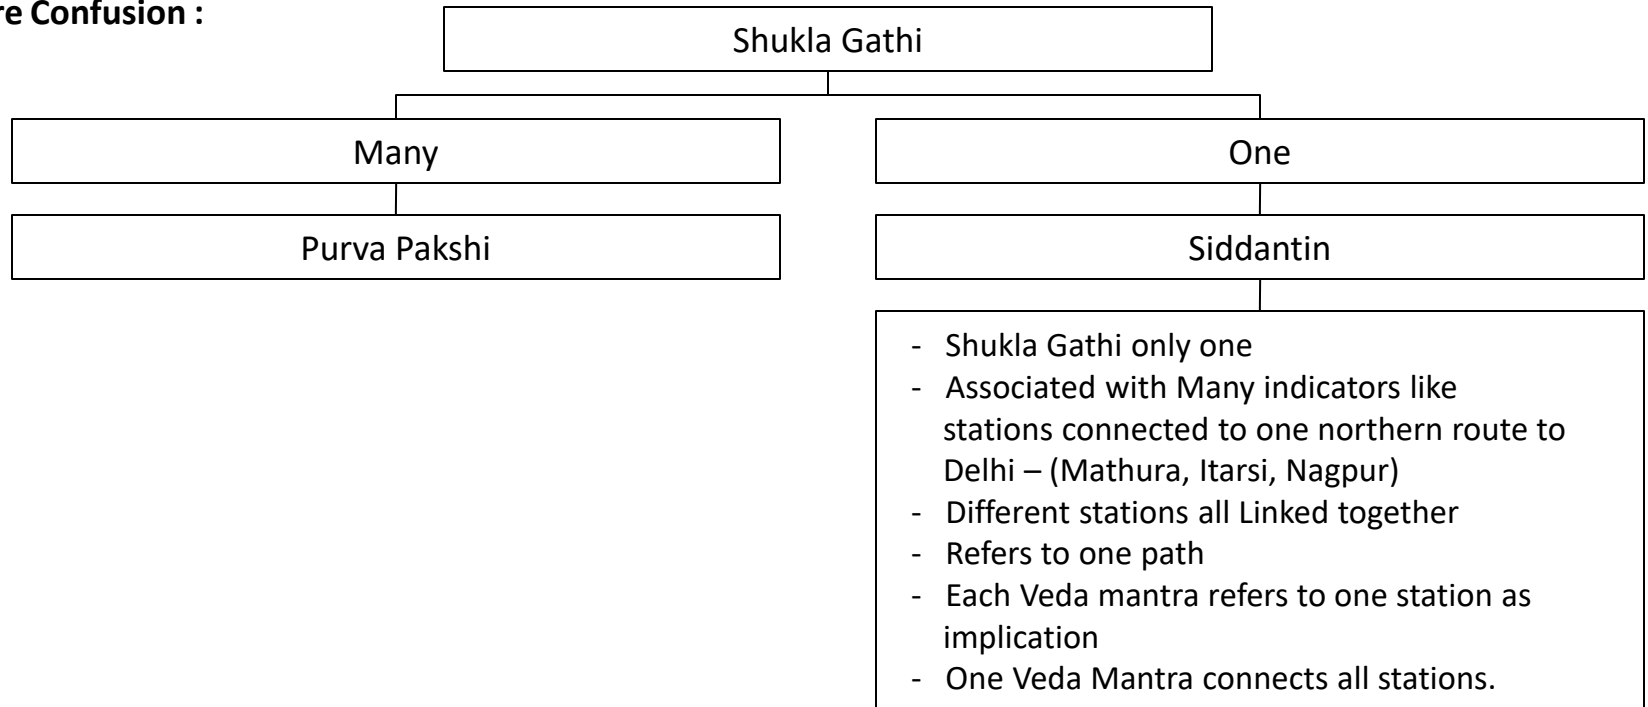 re Confusion :
Shukla Gathi
Many
One
Purva Pakshi
Siddantin
- Shukla Gathi only one
- Associated with Many indicators like
stations connected to one northern route to
Delhi – (Mathura, Itarsi, Nagpur)
- Different stations all Linked together
- Refers to one path
- Each Veda mantra refers to one station as
implication
- One Veda Mantra connects all stations.